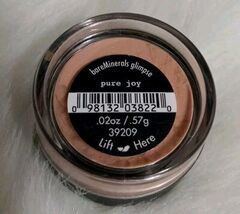 bareMinerals glimpse
pure joy
0 98132 03822 0
.02oz / .57g
39209
Lift Here